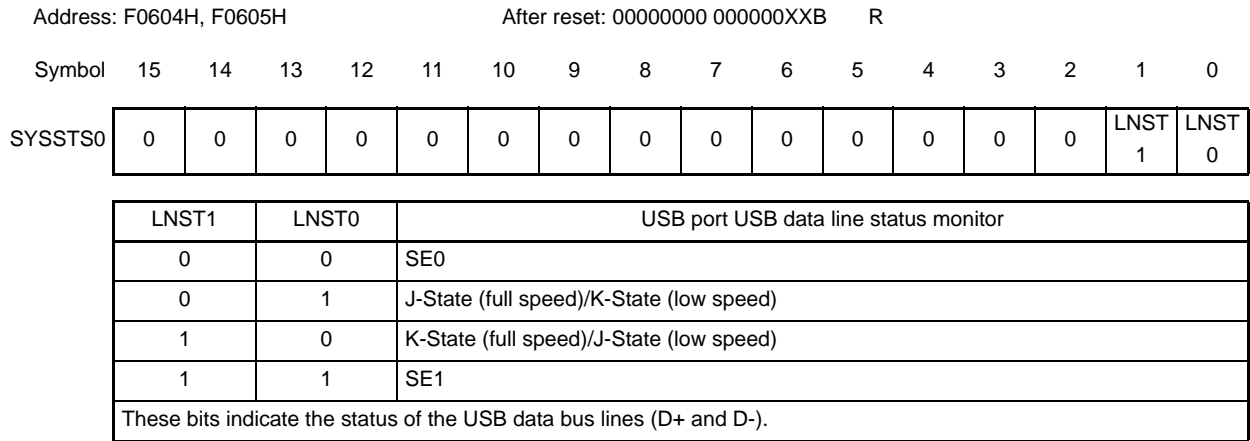 Address: F0604H, F0605H After reset: 00000000 000000XXB R
Symbol 15 14 13 12 11 10 9 8 7 6 5 4 3 2 1 0
SYSSTS0 0 0 0 0 0 0 0 0 0 0 0 0 0 0 LNST1 LNST0
LNST1 LNST0 USB port USB data line status monitor
0 0 SE0
0 1 J-State (full speed)/K-State (low speed)
1 0 K-State (full speed)/J-State (low speed)
1 1 SE1
These bits indicate the status of the USB data bus lines (D+ and D-).